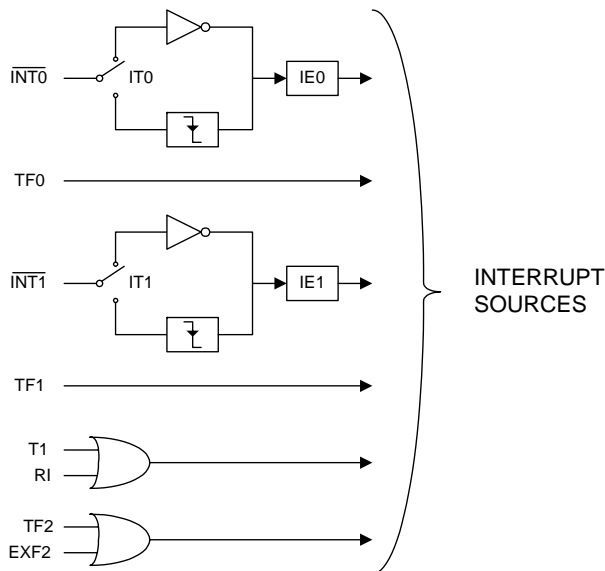 INT0
IT0
IE0
TF0
INT1
IT1
IE1
INTERRUPT
SOURCES
TF1
T1
RI
TF2
EXF2